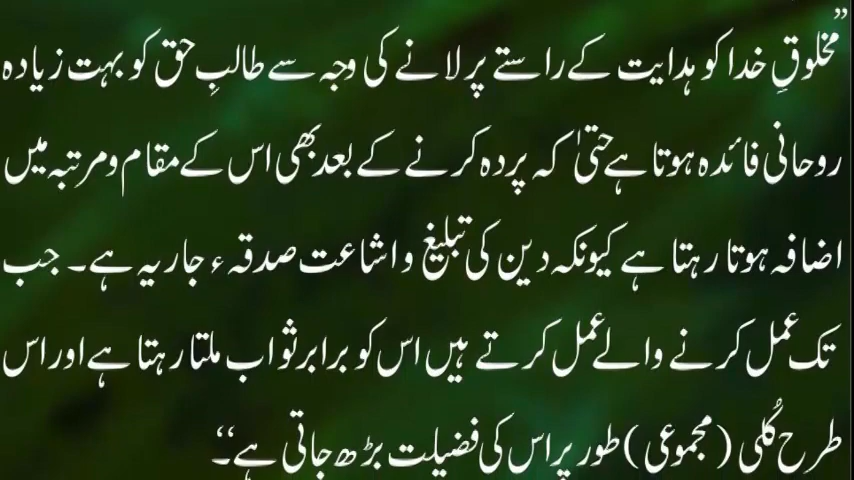 ”مخلوقِ خدا کو ہدایت کے راستے پر لانے کی وجہ سے طالبِ حق کو بہت زیادہ
روحانی فائدہ ہوتا ہے حتیٰ کہ پردہ کرنے کے بعد بھی اس کے مقام و مرتبہ میں
اضافہ ہوتا رہتا ہے کیونکہ دین کی تبلیغ و اشاعت صدقہء جاریہ ہے۔ جب
تک عمل کرنے والے عمل کرتے ہیں اس کو برابر ثواب ملتا رہتا ہے اور اس
طرح کُلی (مجموعی) طور پر اس کی فضیلت بڑھ جاتی ہے“۔